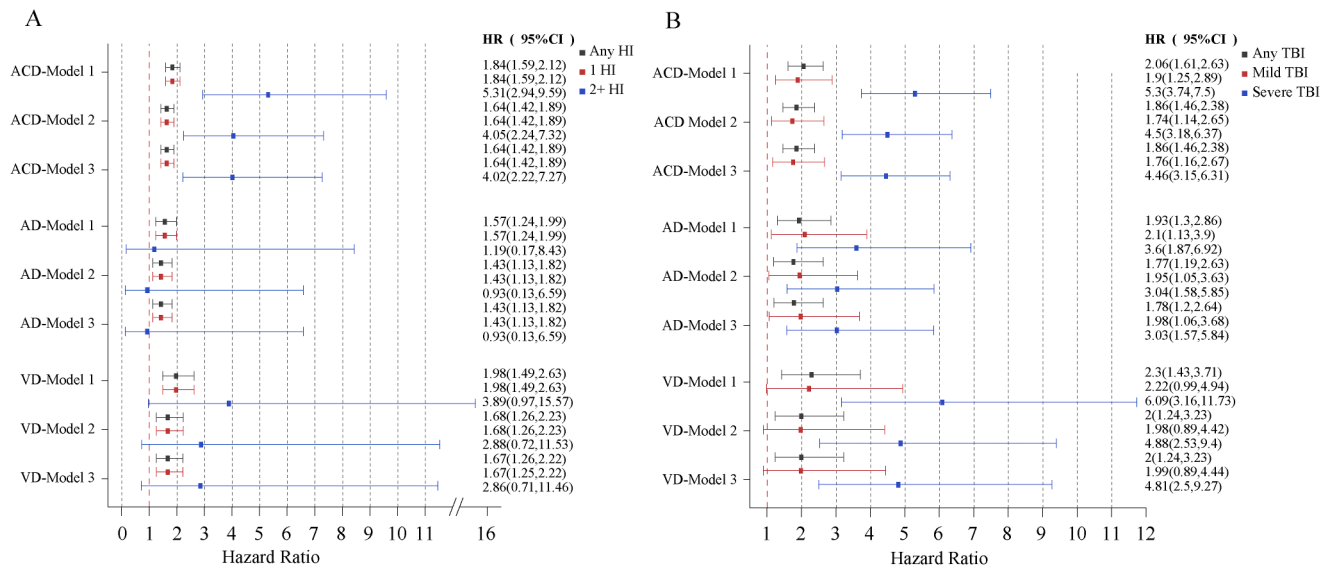 A
HR ( 95%CI )
Any HI
1 HI
2+ HI
ACD-Model 1
1.84(1.59,2.12)
1.84(1.59,2.12)
5.31(2.94,9.59)
ACD-Model 2
1.64(1.42,1.89)
1.64(1.42,1.89)
4.05(2.24,7.32)
ACD-Model 3
1.64(1.42,1.89)
1.64(1.42,1.89)
4.02(2.22,7.27)
AD-Model 1
1.57(1.24,1.99)
1.57(1.24,1.99)
1.19(0.17,8.43)
AD-Model 2
1.43(1.13,1.82)
1.43(1.13,1.82)
0.93(0.13,6.59)
AD-Model 3
1.43(1.13,1.82)
1.43(1.13,1.82)
0.93(0.13,6.59)
VD-Model 1
1.98(1.49,2.63)
1.98(1.49,2.63)
3.89(0.97,15.57)
VD-Model 2
1.68(1.26,2.23)
1.68(1.26,2.23)
2.88(0.72,11.53)
VD-Model 3
1.67(1.26,2.22)
1.67(1.25,2.22)
2.86(0.71,11.46)
0 1 2 3 4 5 6 7 8 9 10 11 16
Hazard Ratio
B
HR ( 95%CI )
Any TBI
Mild TBI
Severe TBI
ACD-Model 1
2.06(1.61,2.63)
1.9(1.25,2.89)
5.3(3.74,7.5)
ACD Model 2
1.86(1.46,2.38)
1.74(1.14,2.65)
4.5(3.18,6.37)
ACD-Model 3
1.86(1.46,2.38)
1.76(1.16,2.67)
4.46(3.15,6.31)
AD-Model 1
1.93(1.3,2.86)
2.1(1.13,3.9)
3.6(1.87,6.92)
AD-Model 2
1.77(1.19,2.63)
1.95(1.05,3.63)
3.04(1.58,5.85)
AD-Model 3
1.78(1.2,2.64)
1.98(1.06,3.68)
3.03(1.57,5.84)
VD-Model 1
2.3(1.43,3.71)
2.22(0.99,4.94)
6.09(3.16,11.73)
VD-Model 2
2(1.24,3.23)
1.98(0.89,4.42)
4.88(2.53,9.4)
VD-Model 3
2(1.24,3.23)
1.99(0.89,4.44)
4.81(2.5,9.27)
1 2 3 4 5 6 7 8 9 10 11 12
Hazard Ratio